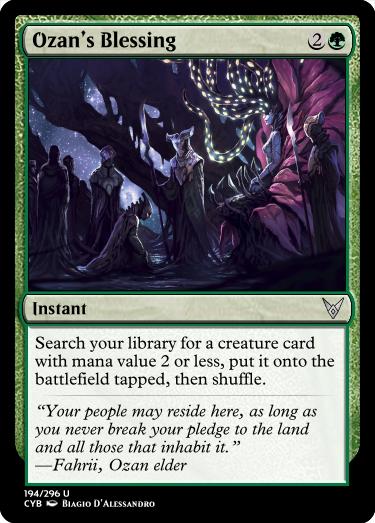 Ozan's Blessing 2
Instant
Search your library for a creature card
with mana value 2 or less, put it onto the
battlefield tapped, then shuffle.
“Your people may reside here, as long as
you never break your pledge to the land
and all those that inhabit it.”
—Fahrii, Ozan elder
194/296 U
CYB Biagio D'Alessandro